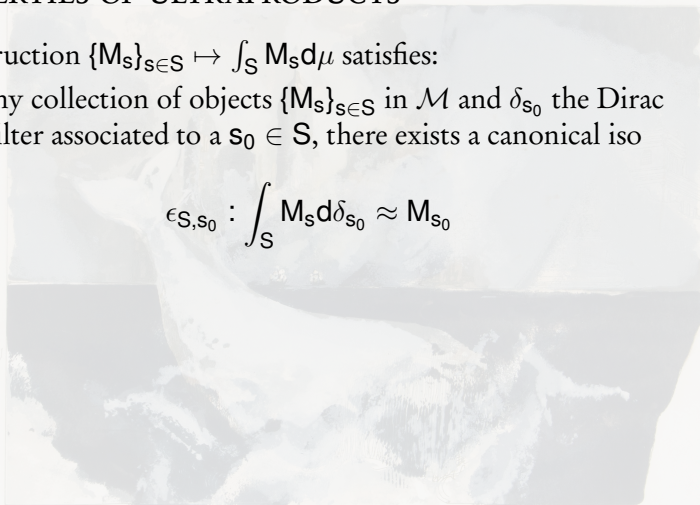 ERTIES OF ULTRAPRODUCTS
ruction {M_s}_{s∈S} ↦ ∫_S M_s dμ satisfies:
ny collection of objects {M_s}_{s∈S} in ℳ and δ_{s_0} the Dirac
lter associated to a s_0 ∈ S, there exists a canonical iso
ϵ_{S,s_0} : ∫_S M_s dδ_{s_0} ≈ M_{s_0}